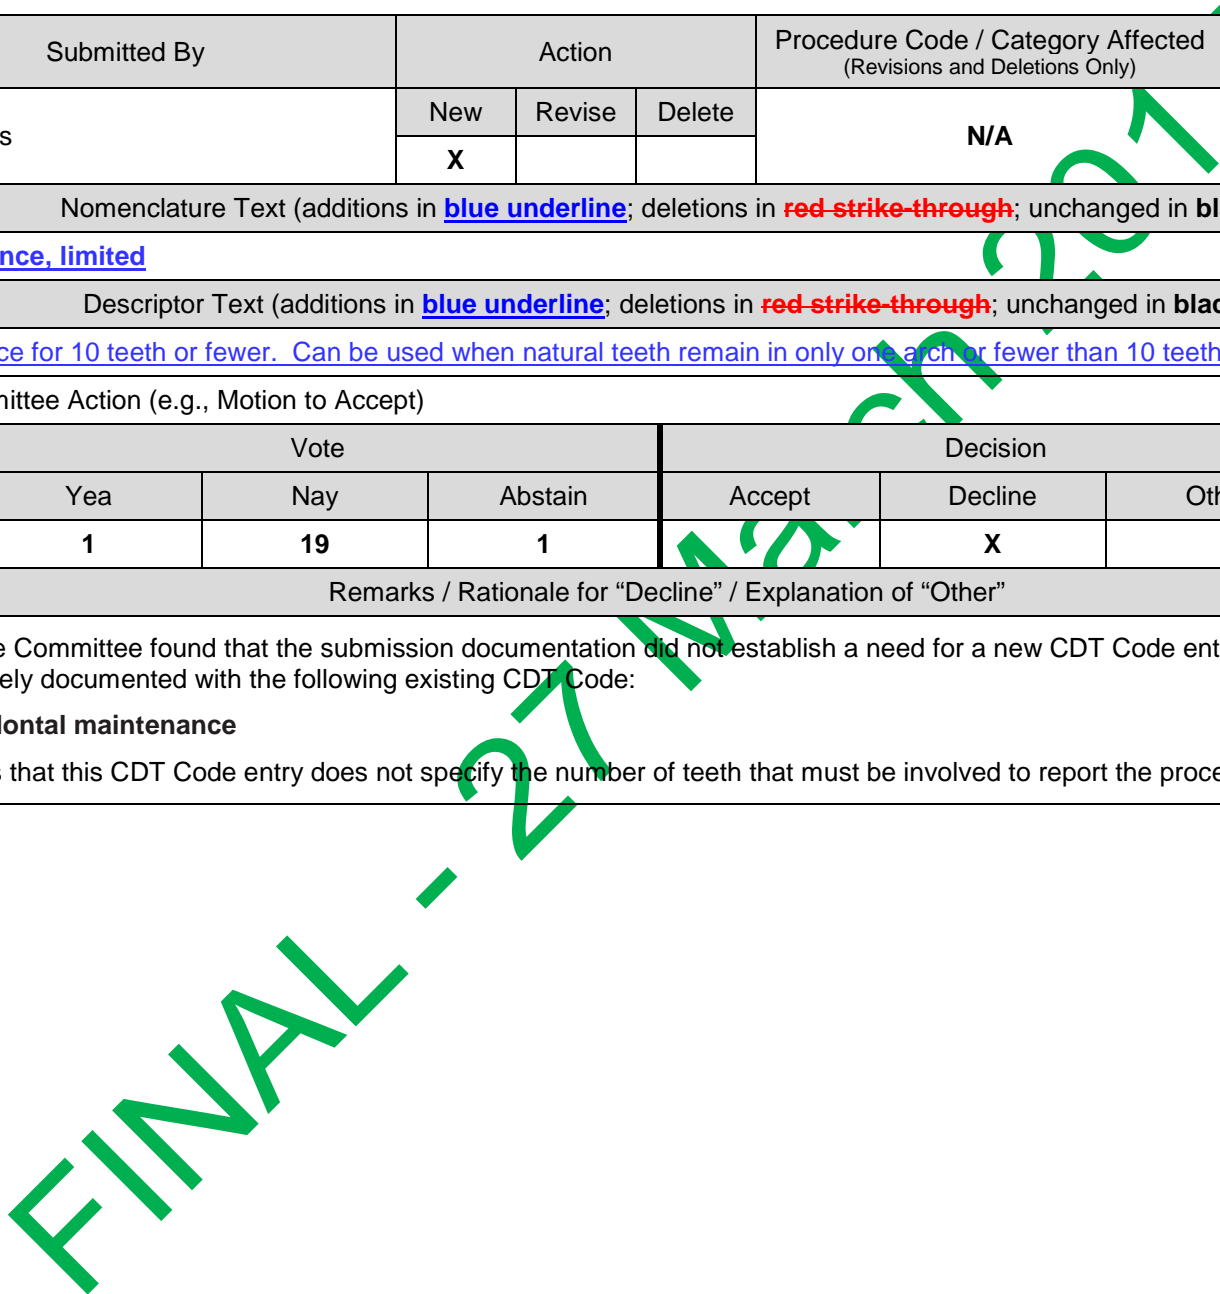 Submitted By Action Procedure Code / Category Affected
(Revisions and Deletions Only)
s New Revise Delete N/A
X
Nomenclature Text (additions in blue underline; deletions in red strike-through; unchanged in bl
nce, limited
Descriptor Text (additions in blue underline; deletions in red strike-through; unchanged in blac
ce for 10 teeth or fewer. Can be used when natural teeth remain in only one arch or fewer than 10 teeth
mittee Action (e.g., Motion to Accept)
Vote Decision
Yea Nay Abstain Accept Decline Oth
1 19 1 X
Remarks / Rationale for “Decline” / Explanation of “Other”
e Committee found that the submission documentation did not establish a need for a new CDT Code ent
ely documented with the following existing CDT Code:
dontal maintenance
s that this CDT Code entry does not specify the number of teeth that must be involved to report the proce
FINAL - 27 March 201